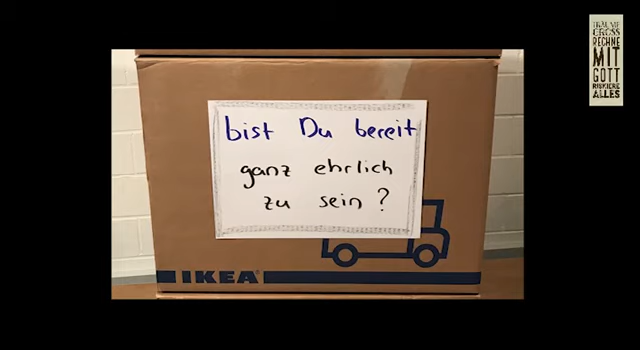 bist Du bereit
ganz ehrlich
zu sein?
IKEA®
TRÄUME
GROSS
RECHNE
MIT
GOTT
RISKIERE
ALLES